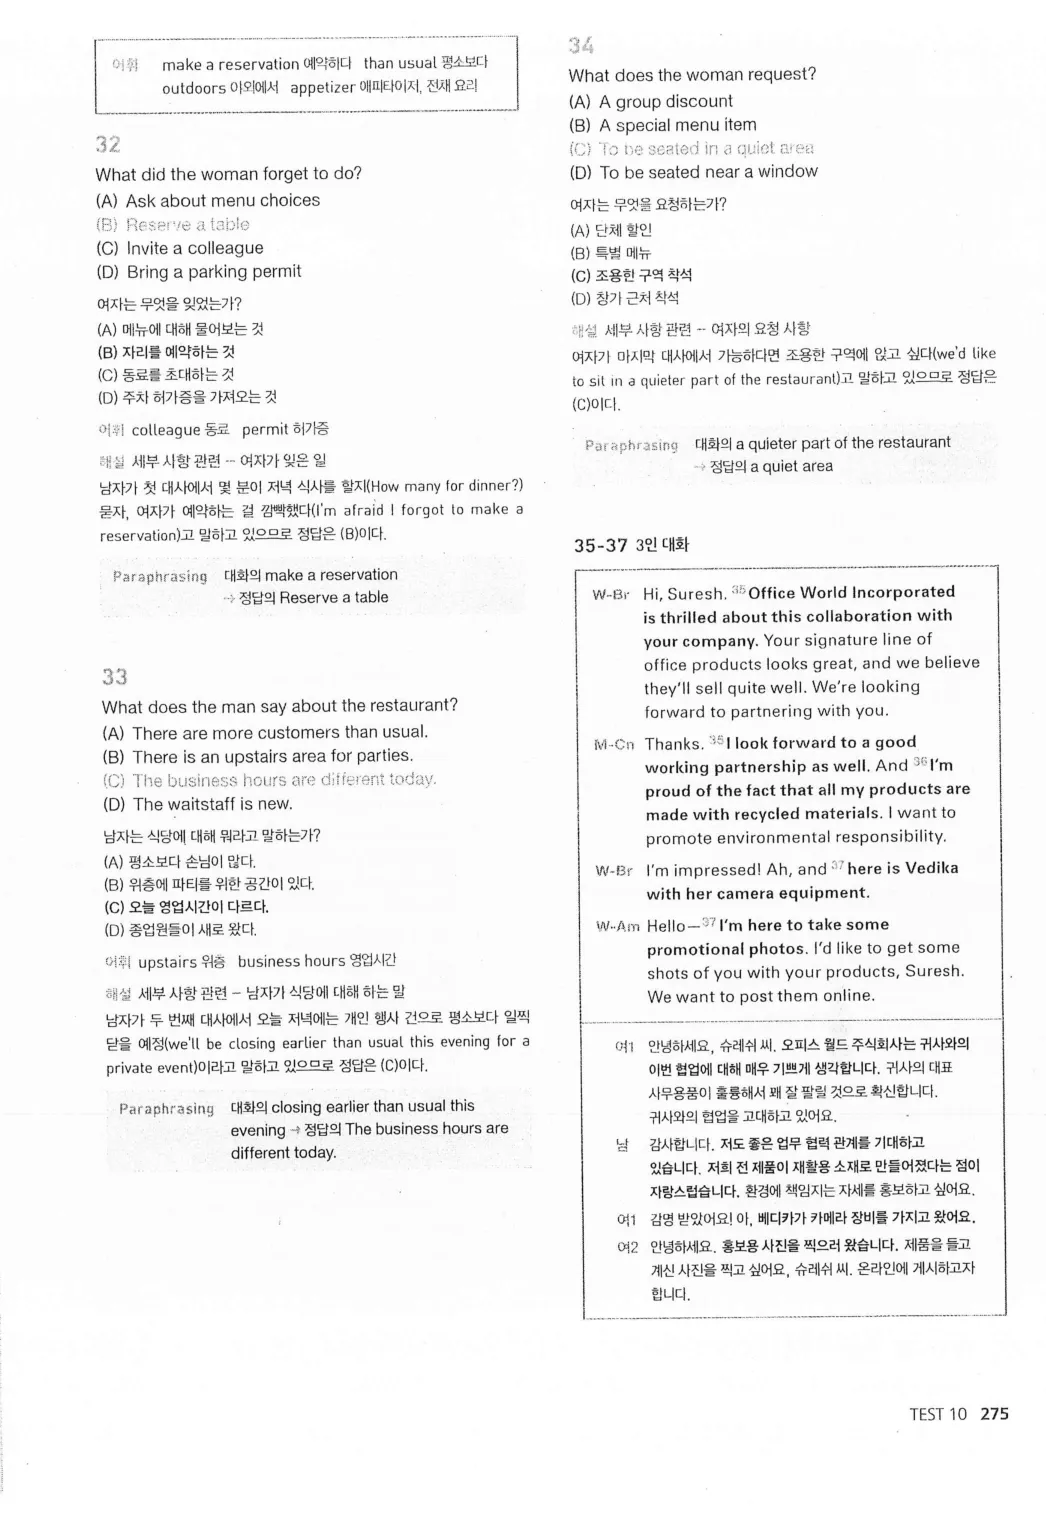 어휘 make a reservation 예약하다 than usual 평소보다
outdoors 야외에서 appetizer 애피타이저, 전채 요리
32
What did the woman forget to do?
(A) Ask about menu choices
(B) Reserve a table
(C) Invite a colleague
(D) Bring a parking permit
여자는 무엇을 잊었는가?
(A) 메뉴에 대해 물어보는 것
(B) 자리를 예약하는 것
(C) 동료를 초대하는 것
(D) 주차 허가증을 가져오는 것
어휘 colleague 동료 permit 허가증
해설 세부 사항 관련 -- 여자가 잊은 일
남자가 첫 대사에서 몇 분이 저녁 식사를 할지(How many for dinner?)
묻자, 여자가 예약하는 걸 깜빡했다(I'm afraid I forgot to make a
reservation)고 말하고 있으므로 정답은 (B)이다.
Paraphrasing 대화의 make a reservation
→ 정답의 Reserve a table
33
What does the man say about the restaurant?
(A) There are more customers than usual.
(B) There is an upstairs area for parties.
(C) The business hours are different today.
(D) The waitstaff is new.
남자는 식당에 대해 뭐라고 말하는가?
(A) 평소보다 손님이 많다.
(B) 위층에 파티를 위한 공간이 있다.
(C) 오늘 영업시간이 다르다.
(D) 종업원들이 새로 왔다.
어휘 upstairs 위층 business hours 영업시간
해설 세부 사항 관련 – 남자가 식당에 대해 하는 말
남자가 두 번째 대사에서 오늘 저녁에는 개인 행사 건으로 평소보다 일찍
닫을 예정(we'll be closing earlier than usual this evening for a
private event)이라고 말하고 있으므로 정답은 (C)이다.
Paraphrasing 대화의 closing earlier than usual this
evening → 정답의 The business hours are
different today.
34
What does the woman request?
(A) A group discount
(B) A special menu item
(C) To be seated in a quiet area
(D) To be seated near a window
여자는 무엇을 요청하는가?
(A) 단체 할인
(B) 특별 메뉴
(C) 조용한 구역 착석
(D) 창가 근처 착석
해설 세부 사항 관련 -- 여자의 요청 사항
여자가 마지막 대사에서 가능하다면 조용한 구역에 앉고 싶다(we'd like
to sit in a quieter part of the restaurant)고 말하고 있으므로 정답은
(C)이다.
Paraphrasing 대화의 a quieter part of the restaurant
→ 정답의 a quiet area
35-37 3인 대화
W-Br Hi, Suresh. 35 Office World Incorporated
is thrilled about this collaboration with
your company. Your signature line of
office products looks great, and we believe
they'll sell quite well. We're looking
forward to partnering with you.
M-Cn Thanks. 35 I look forward to a good
working partnership as well. And 36 I'm
proud of the fact that all my products are
made with recycled materials. I want to
promote environmental responsibility.
W-Br I'm impressed! Ah, and 37 here is Vedika
with her camera equipment.
W-Am Hello—37 I'm here to take some
promotional photos. I'd like to get some
shots of you with your products, Suresh.
We want to post them online.
여1 안녕하세요, 슈레쉬 씨. 오피스 월드 주식회사는 귀사와의
이번 협업에 대해 매우 기쁘게 생각합니다. 귀사의 대표
사무용품이 훌륭해서 꽤 잘 팔릴 것으로 확신합니다.
귀사와의 협업을 고대하고 있어요.
남 감사합니다. 저도 좋은 업무 협력 관계를 기대하고
있습니다. 저희 전 제품이 재활용 소재로 만들어졌다는 점이
자랑스럽습니다. 환경에 책임지는 자세를 홍보하고 싶어요.
여1 감명 받았어요! 아, 베디카가 카메라 장비를 가지고 왔어요.
여2 안녕하세요. 홍보용 사진을 찍으러 왔습니다. 제품을 들고
계신 사진을 찍고 싶어요, 슈레쉬 씨. 온라인에 게시하고자
합니다.
TEST 10 275